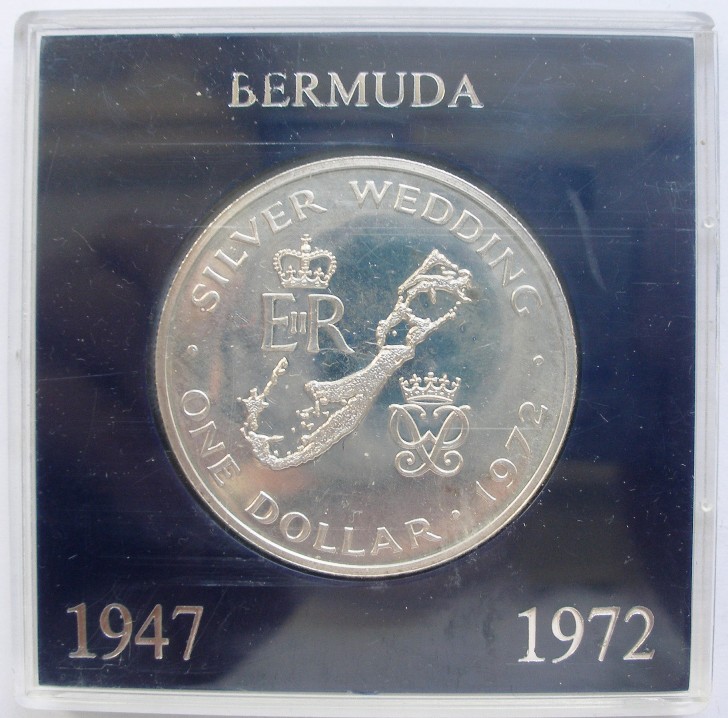 BERMUDA
SILVER WEDDING
EIIR
ONE DOLLAR · 1972
1947
1972